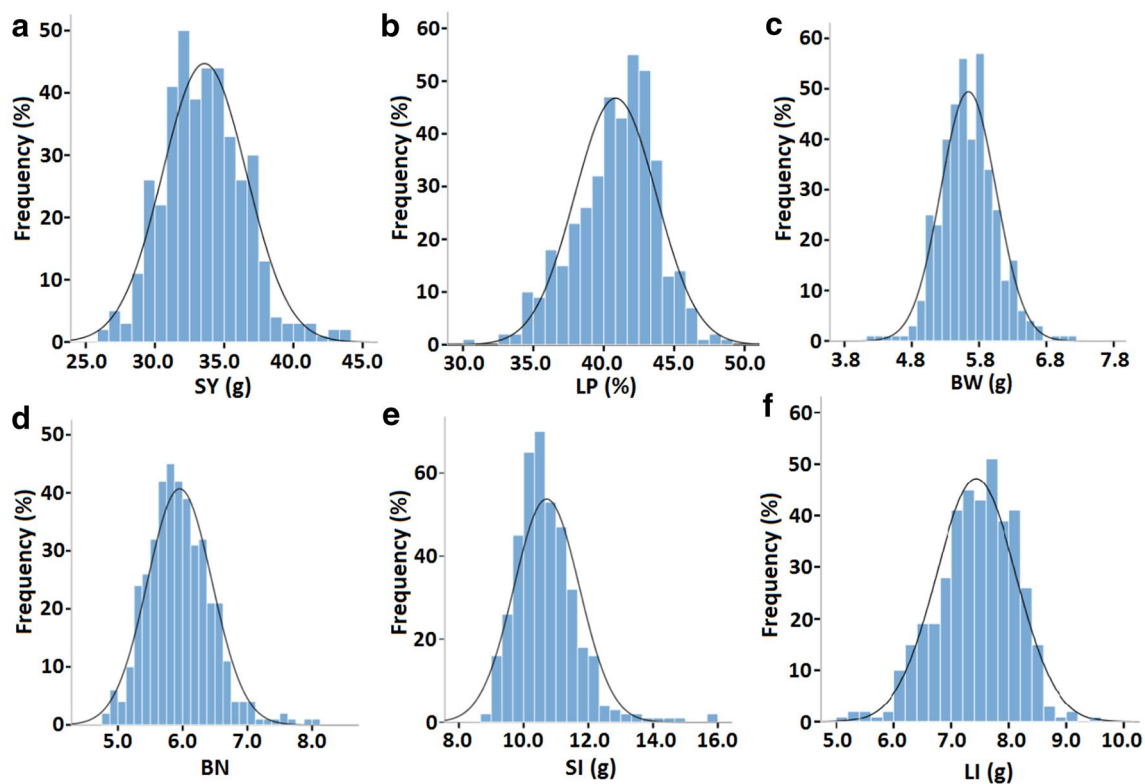 a
Frequency (%)
50
40
30
20
10
0
25.0 30.0 35.0 40.0 45.0
SY (g)
b
Frequency (%)
60
50
40
30
20
10
0
30.0 35.0 40.0 45.0 50.0
LP (%)
c
Frequency (%)
60
50
40
30
20
10
0
3.8 4.8 5.8 6.8 7.8
BW (g)
d
Frequency (%)
50
40
30
20
10
0
5.0 6.0 7.0 8.0
BN
e
Frequency (%)
60
40
20
0
8.0 10.0 12.0 14.0 16.0
SI (g)
f
Frequency (%)
60
50
40
30
20
10
0
5.0 6.0 7.0 8.0 9.0 10.0
LI (g)